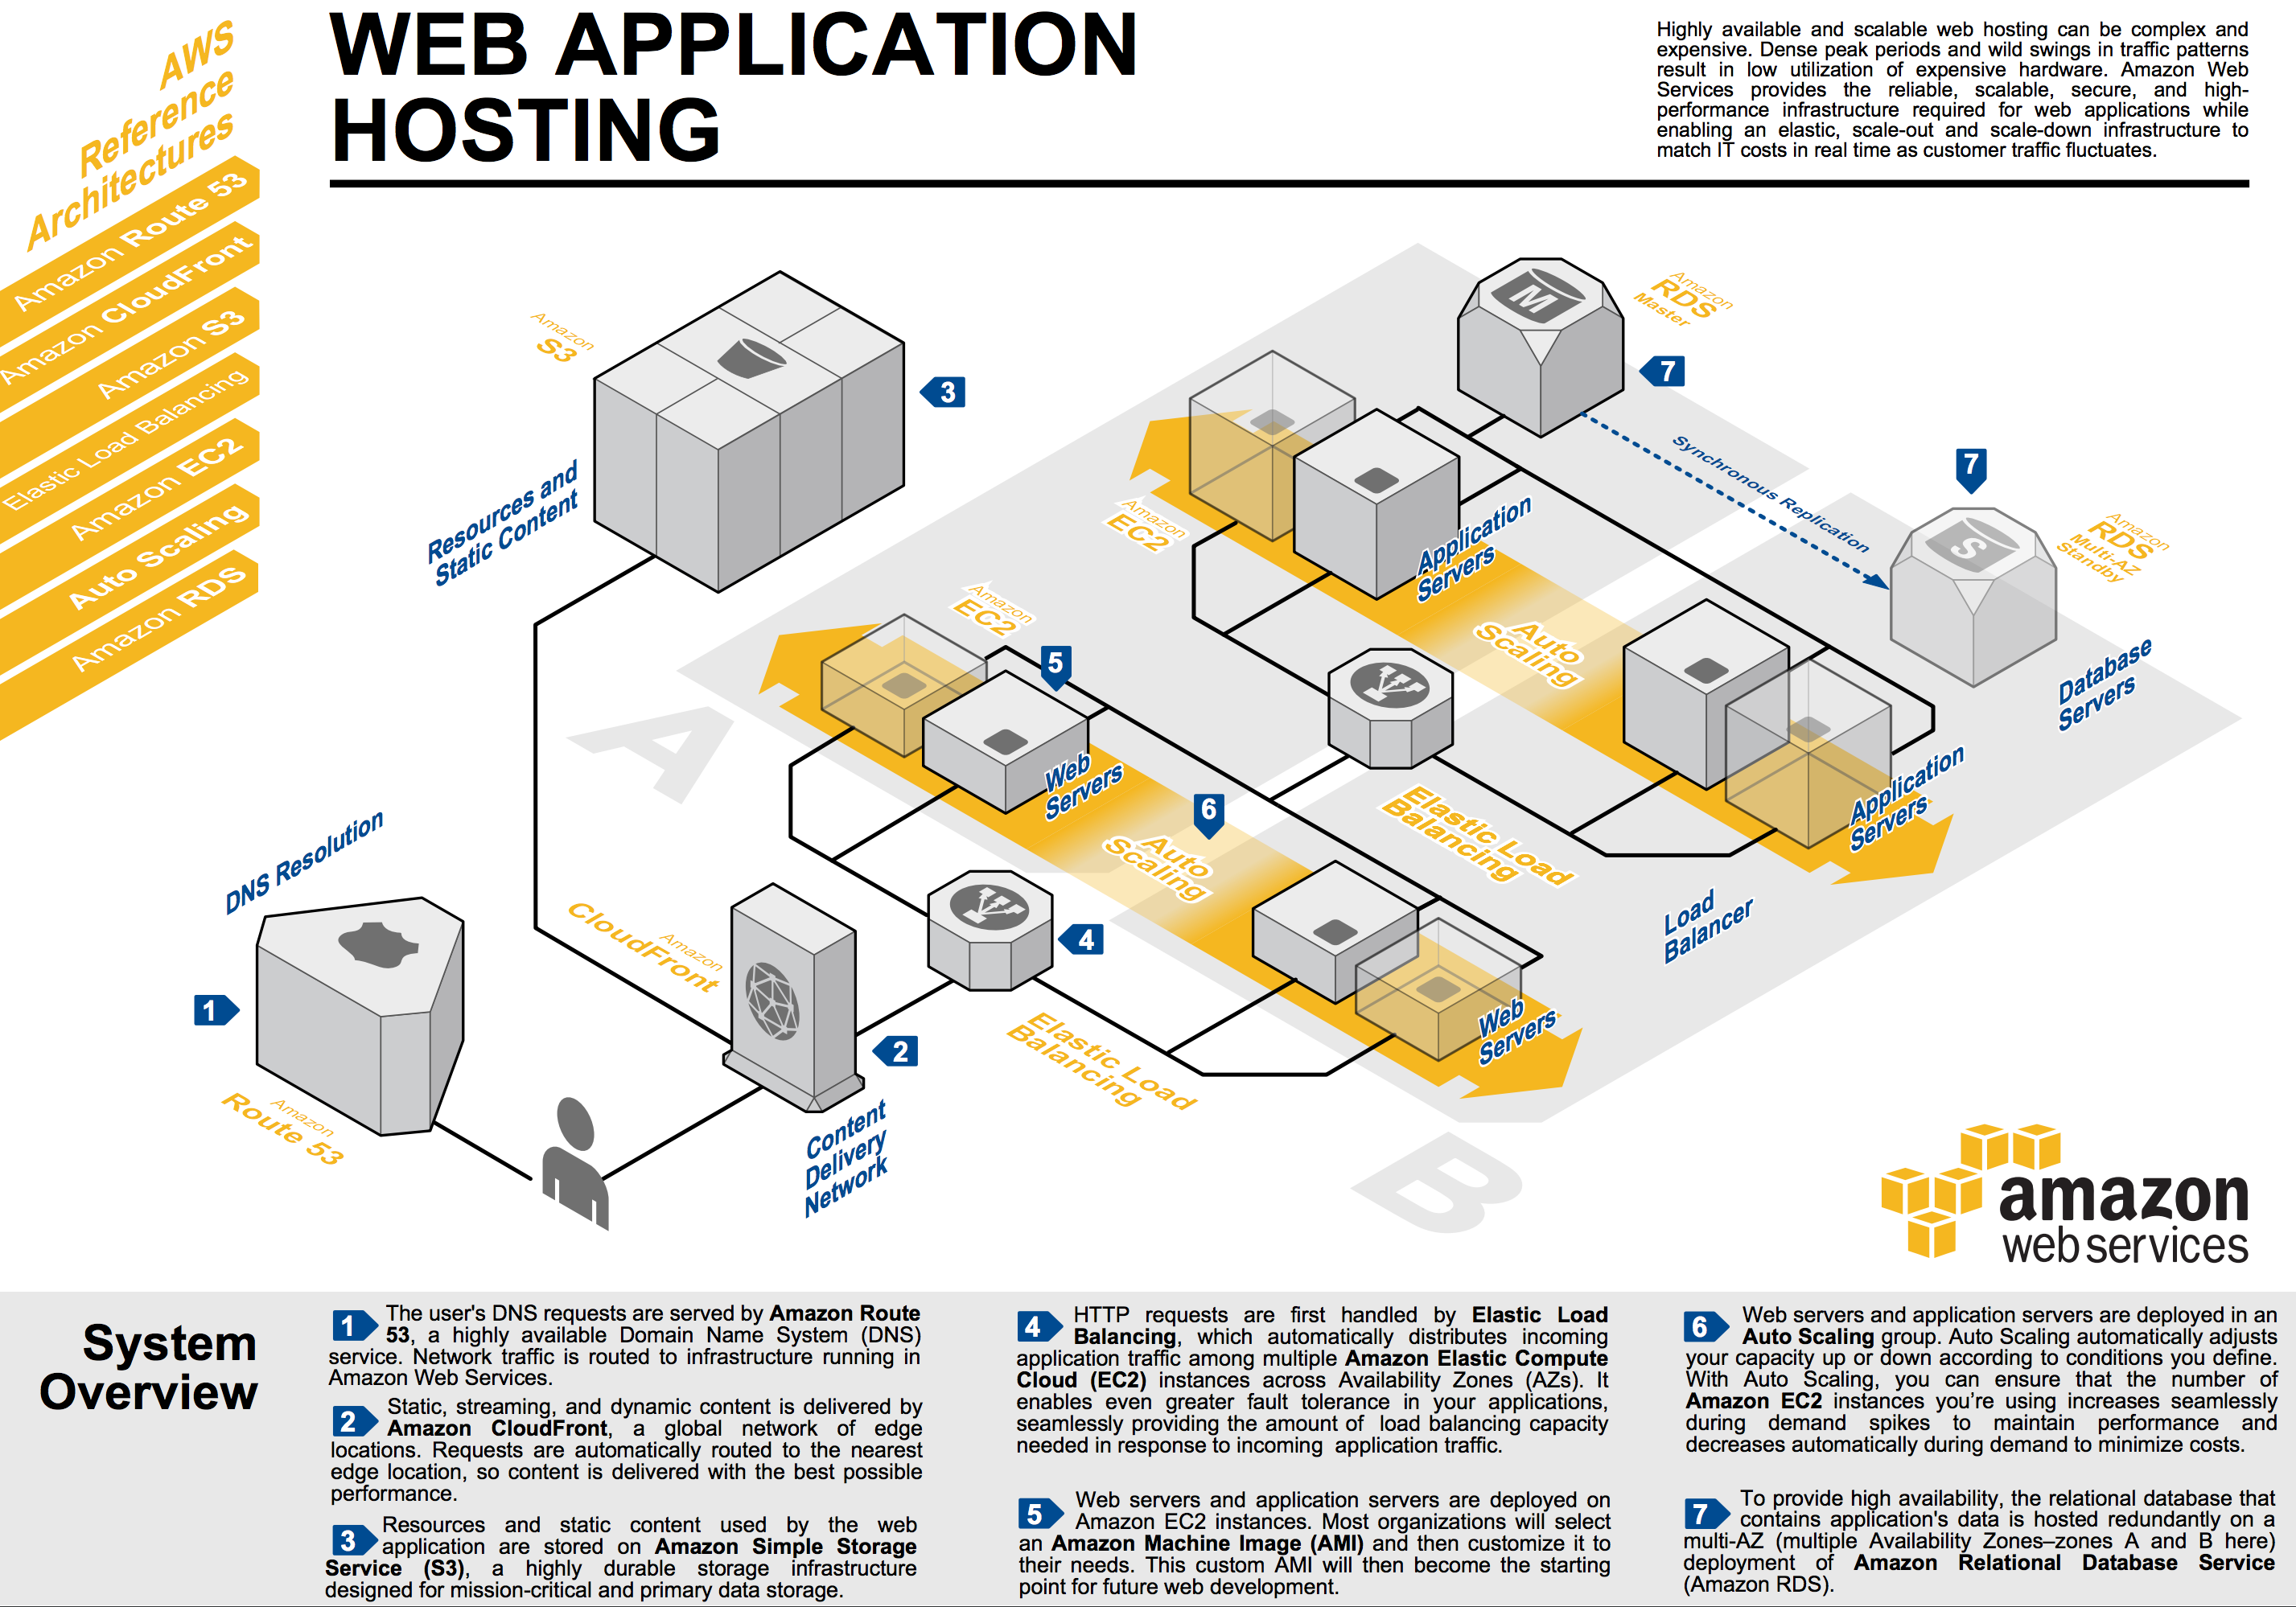 AWS
Reference
Architectures
Amazon Route 53
Amazon CloudFront
Amazon S3
Elastic Load Balancing
Amazon EC2
Auto Scaling
Amazon RDS
WEB APPLICATION
HOSTING
Highly available and scalable web hosting can be complex and
expensive. Dense peak periods and wild swings in traffic patterns
result in low utilization of expensive hardware. Amazon Web
Services provides the reliable, scalable, secure, and high-
performance infrastructure required for web applications while
enabling an elastic, scale-out and scale-down infrastructure to
match IT costs in real time as customer traffic fluctuates.
Amazon
S3
3
Resources and
Static Content
M
Amazon
RDS
Master
7
Synchronous Replication
7
S
Amazon
RDS
Multi-AZ
Standby
Database
Servers
Amazon
EC2
Application
Servers
Auto
Scaling
Application
Servers
Amazon
EC2
5
Web
Servers
A
6
Auto
Scaling
Elastic Load
Balancing
Load
Balancer
DNS Resolution
1
Amazon
Route 53
Amazon
CloudFront
2
Content
Delivery
Network
4
Elastic Load
Balancing
Web
Servers
B
amazon
web services
System
Overview
1 The user's DNS requests are served by Amazon Route
53, a highly available Domain Name System (DNS)
service. Network traffic is routed to infrastructure running in
Amazon Web Services.
2 Static, streaming, and dynamic content is delivered by
Amazon CloudFront, a global network of edge
locations. Requests are automatically routed to the nearest
edge location, so content is delivered with the best possible
performance.
3 Resources and static content used by the web
application are stored on Amazon Simple Storage
Service (S3), a highly durable storage infrastructure
designed for mission-critical and primary data storage.
4 HTTP requests are first handled by Elastic Load
Balancing, which automatically distributes incoming
application traffic among multiple Amazon Elastic Compute
Cloud (EC2) instances across Availability Zones (AZs). It
enables even greater fault tolerance in your applications,
seamlessly providing the amount of load balancing capacity
needed in response to incoming application traffic.
5 Web servers and application servers are deployed on
Amazon EC2 instances. Most organizations will select
an Amazon Machine Image (AMI) and then customize it to
their needs. This custom AMI will then become the starting
point for future web development.
6 Web servers and application servers are deployed in an
Auto Scaling group. Auto Scaling automatically adjusts
your capacity up or down according to conditions you define.
With Auto Scaling, you can ensure that the number of
Amazon EC2 instances you’re using increases seamlessly
during demand spikes to maintain performance and
decreases automatically during demand to minimize costs.
7 To provide high availability, the relational database that
contains application's data is hosted redundantly on a
multi-AZ (multiple Availability Zones–zones A and B here)
deployment of Amazon Relational Database Service
(Amazon RDS).